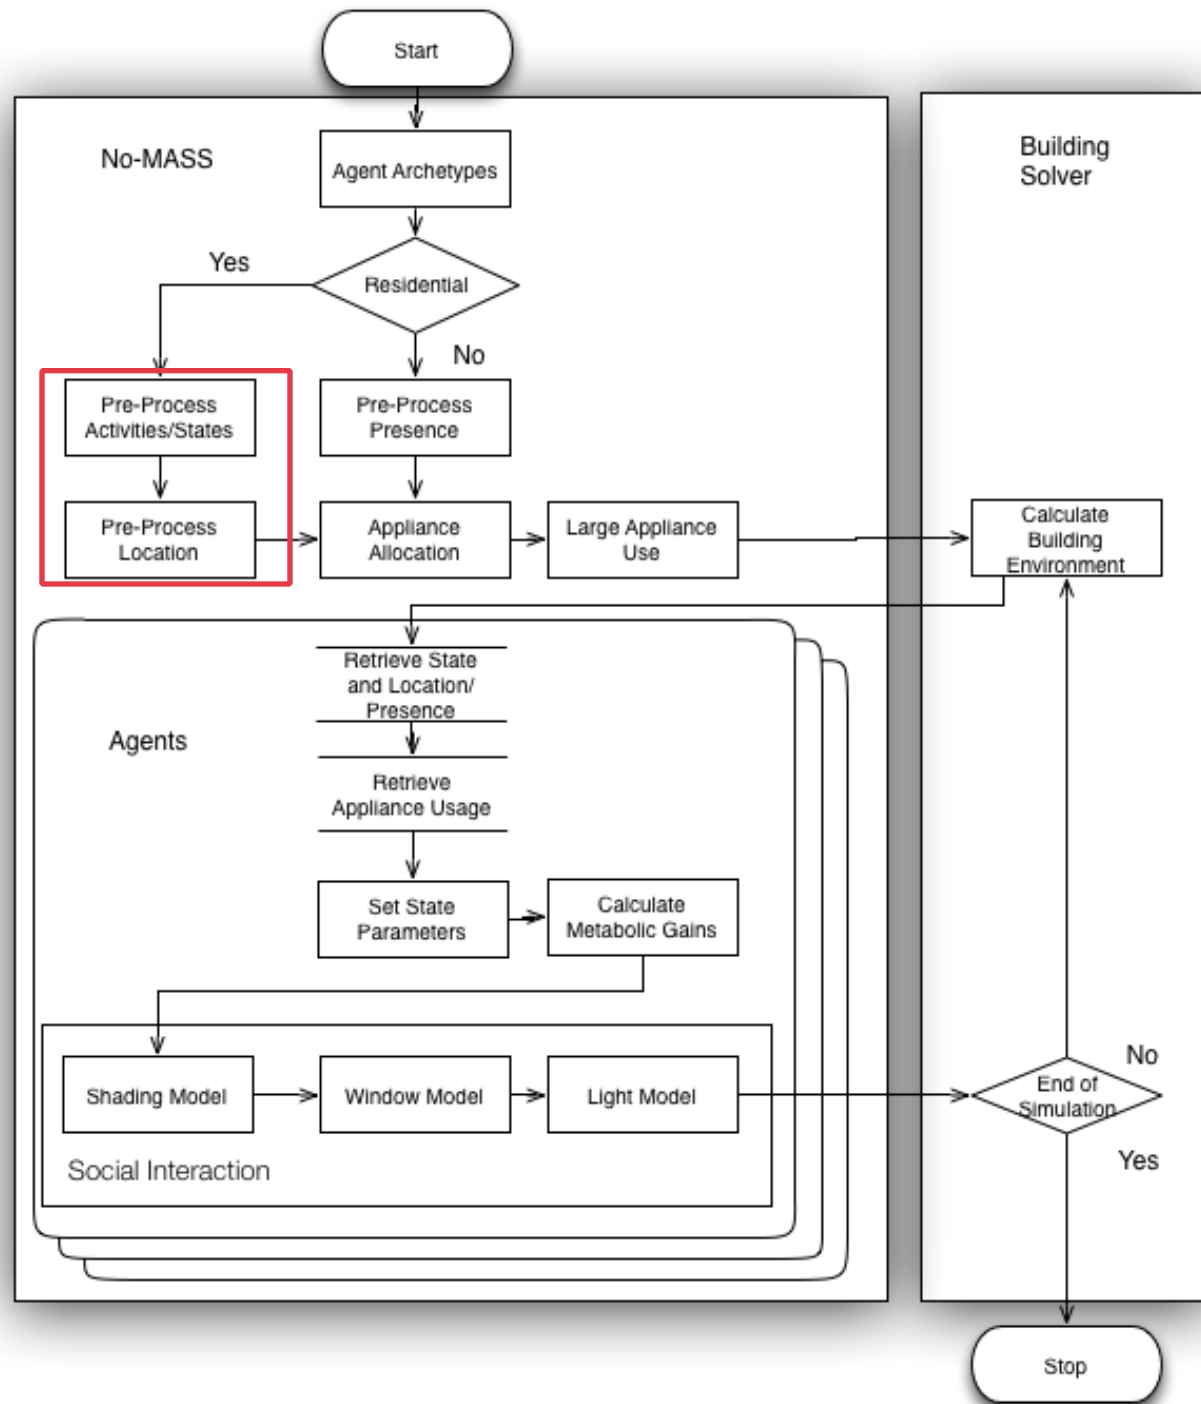 Start
No-MASS
Building
Solver
Agent Archetypes
Yes
Residential
No
Pre-Process
Activities/States
Pre-Process
Presence
Pre-Process
Location
Appliance
Allocation
Large Appliance
Use
Calculate
Building
Environment
Retrieve State
and Location/
Presence
Agents
Retrieve
Appliance Usage
Set State
Parameters
Calculate
Metabolic Gains
Shading Model
Window Model
Light Model
No
End of
Simulation
Yes
Social Interaction
Stop